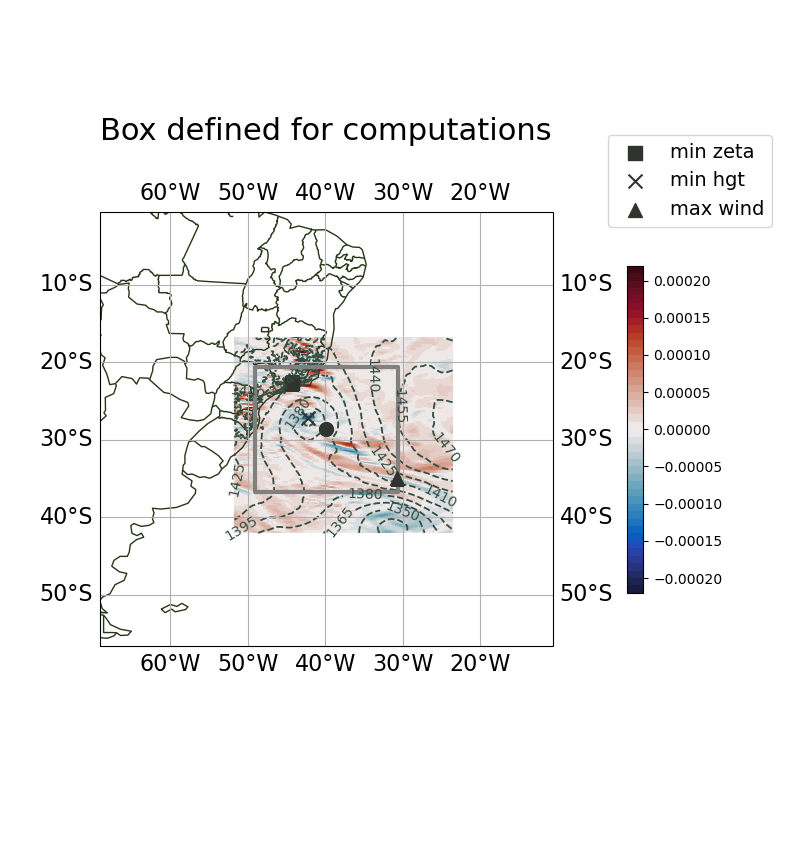 Box defined for computations
min zeta
min hgt
max wind
60°W 50°W 40°W 30°W 20°W
10°S 10°S
20°S 20°S
30°S 30°S
40°S 40°S
50°S 50°S
60°W 50°W 40°W 30°W 20°W
0.00020
0.00015
0.00010
0.00005
0.00000
−0.00005
−0.00010
−0.00015
−0.00020
1440
1455
1380
1425
1470
1425
1380
1410
1350
1365
1395